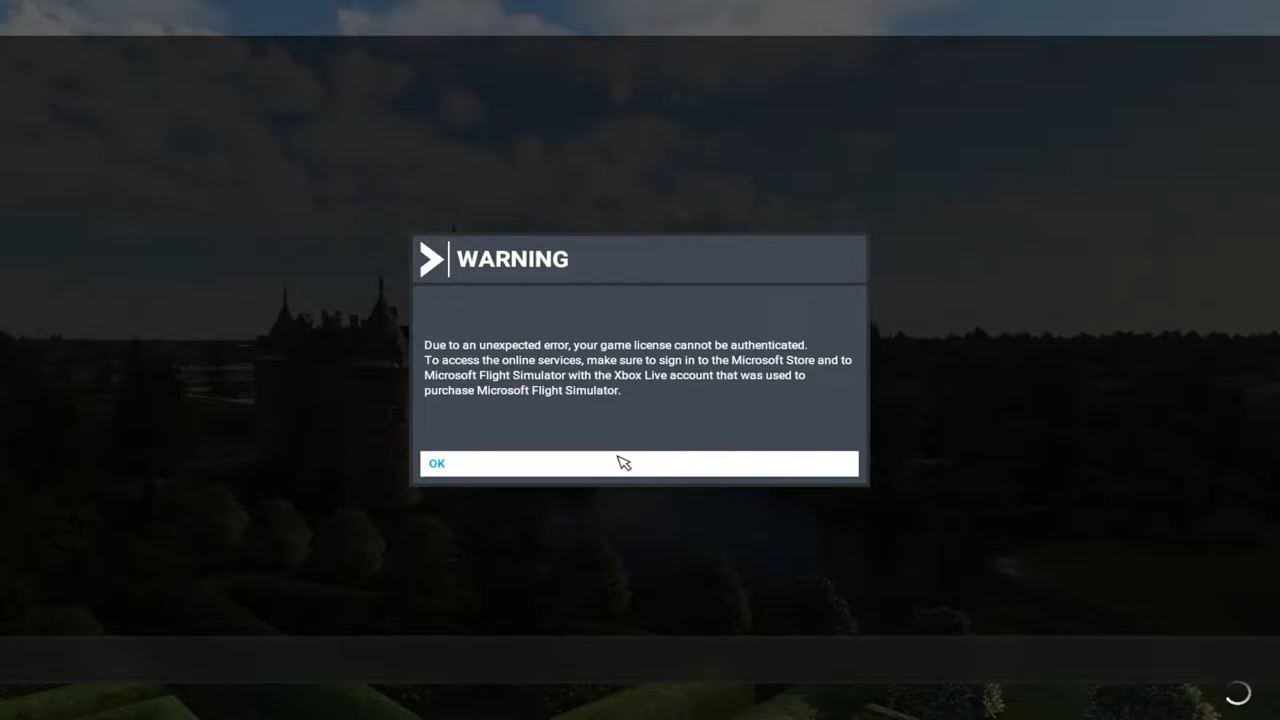 WARNING
Due to an unexpected error, your game license cannot be authenticated.
To access the online services, make sure to sign in to the Microsoft Store and to
Microsoft Flight Simulator with the Xbox Live account that was used to
purchase Microsoft Flight Simulator.
OK